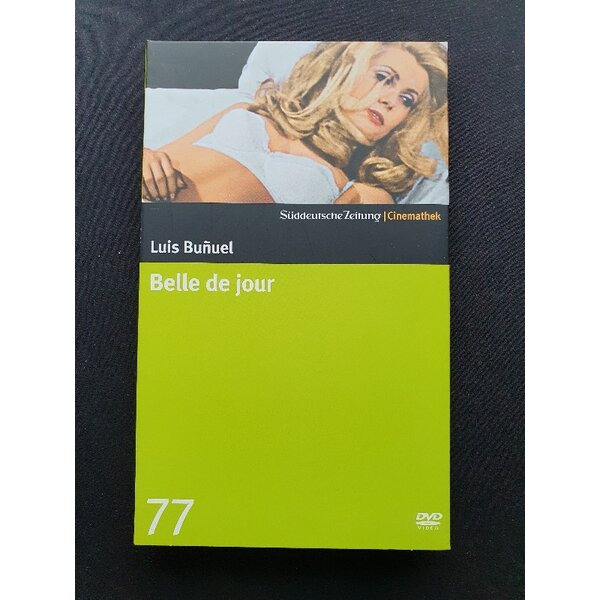 Süddeutsche Zeitung | Cinemathek
Luis Buñuel
Belle de jour
77
DVD
VIDEO